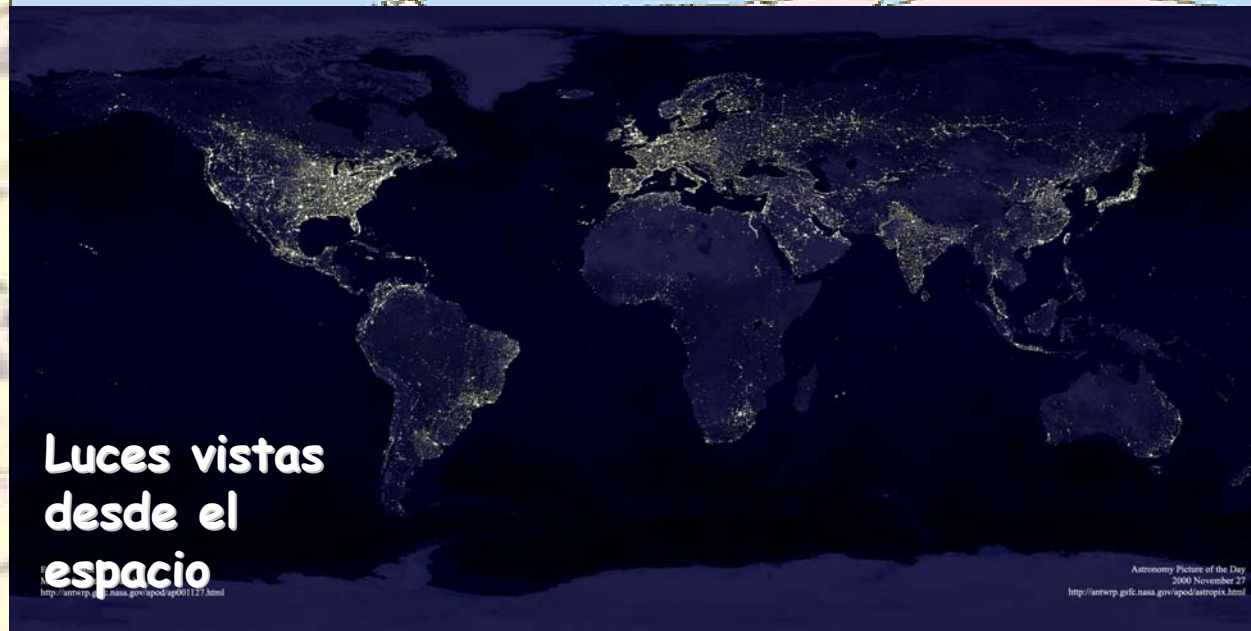 Luces vistas
desde el
espacio
http://antwrp.gsfc.nasa.gov/apod/ap001127.html
Astronomy Picture of the Day
2000 November 27
http://antwrp.gsfc.nasa.gov/apod/astropix.html